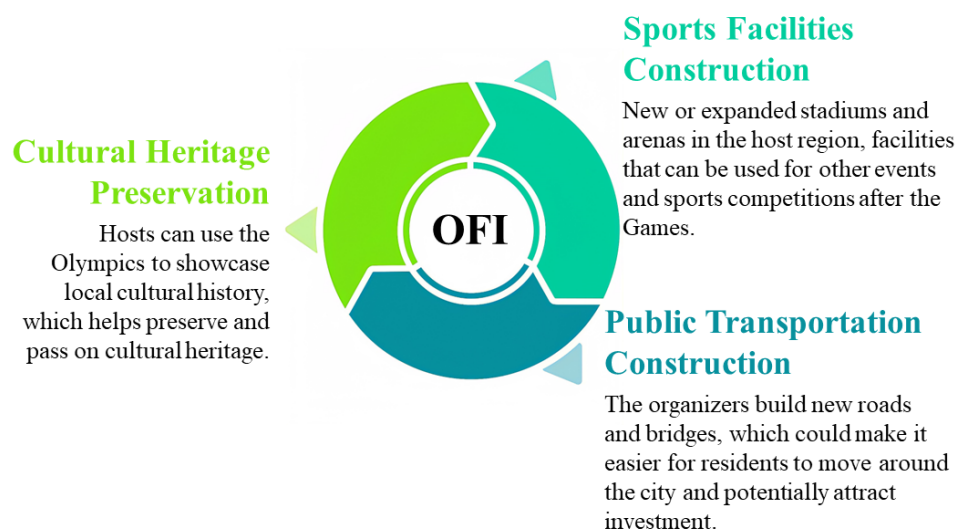 Sports Facilities
Construction
New or expanded stadiums and
arenas in the host region, facilities
that can be used for other events
and sports competitions after the
Games.
Cultural Heritage
Preservation
Hosts can use the
Olympics to showcase
local cultural history,
which helps preserve and
pass on cultural heritage.
OFI
Public Transportation
Construction
The organizers build new roads
and bridges, which could make it
easier for residents to move around
the city and potentially attract
investment.